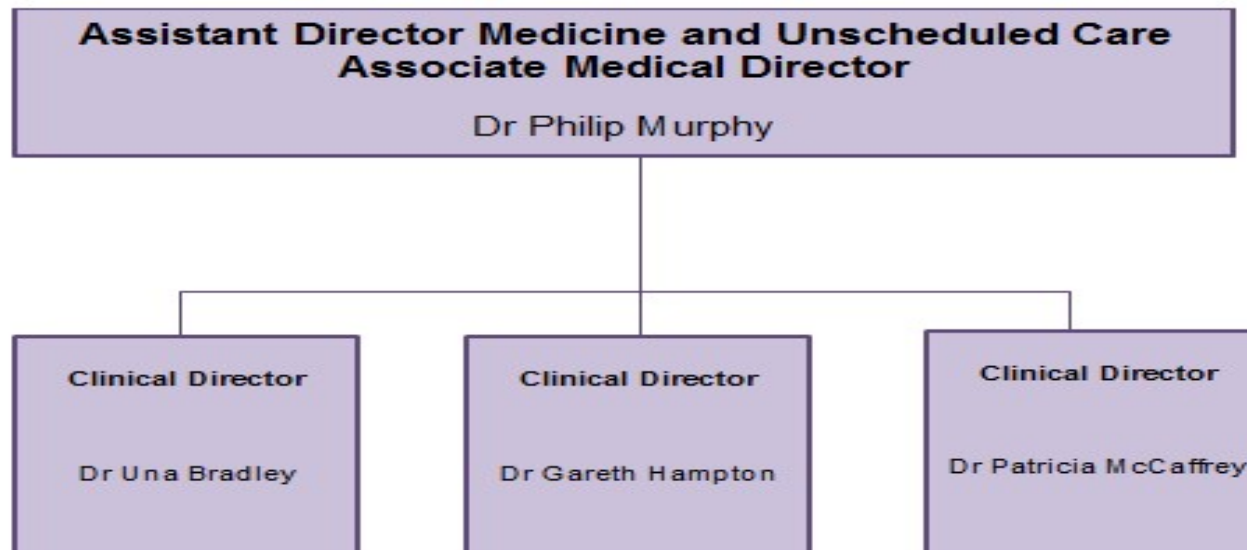 Assistant Director Medicine and Unscheduled Care
Associate Medical Director
Dr Philip Murphy
Clinical Director
Dr Una Bradley
Clinical Director
Dr Gareth Hampton
Clinical Director
Dr Patricia McCaffrey